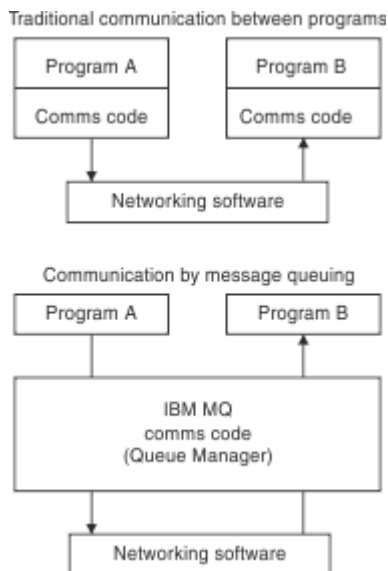 Traditional communication between programs
Program A
Program B
Comms code
Comms code
Networking software
Communication by message queuing
Program A
Program B
IBM MQ
comms code
(Queue Manager)
Networking software